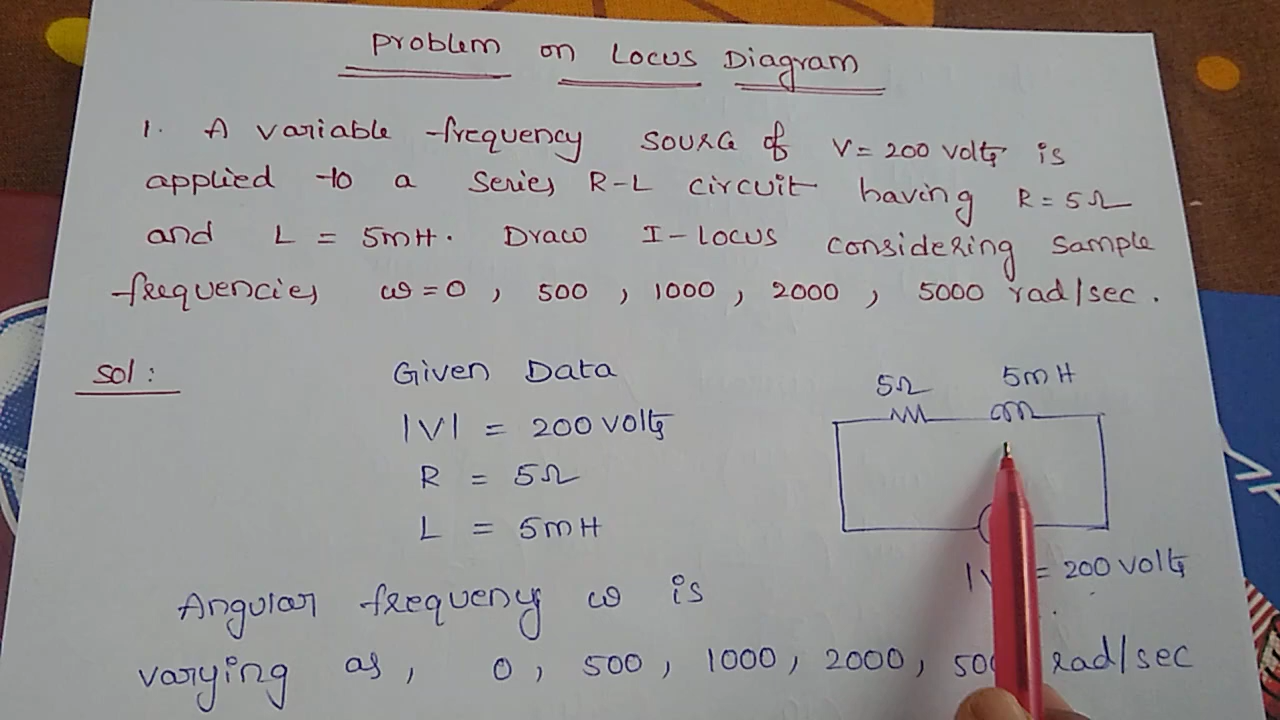 Problem on Locus Diagram
1. A variable frequency source of V = 200 volts is
applied to a series R-L circuit having R = 5Ω
and L = 5mH. Draw I-Locus considering sample
frequencies ω = 0, 500, 1000, 2000, 5000 rad/sec.
Sol:
Given Data
|V| = 200 volts
R = 5Ω
L = 5mH
5Ω 5mH
= 200 volts
Angular frequency ω is
varying as, 0, 500, 1000, 2000, rad/sec